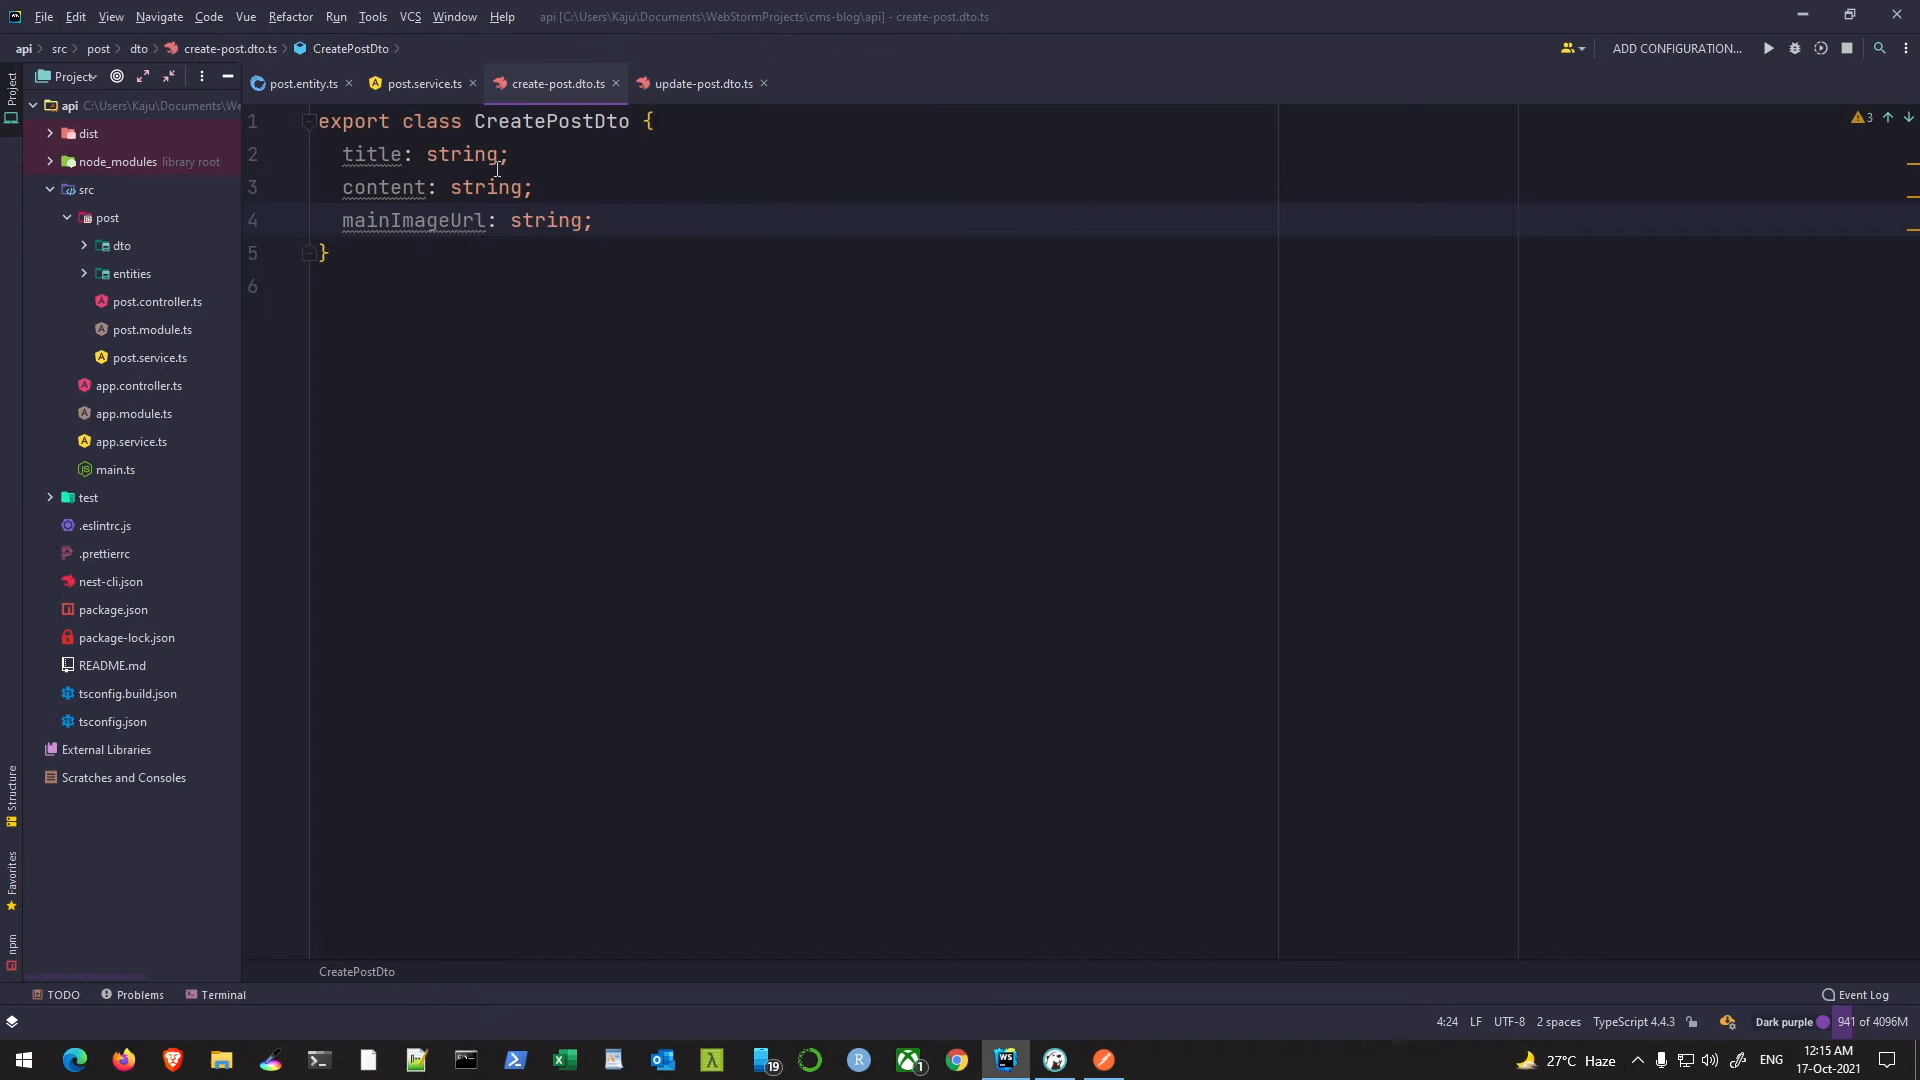 File Edit View Navigate Code Vue Refactor Run Tools VCS Window Help api [C:\Users\Kaju\Documents\WebStormProjects\cms-blog\api] - create-post.dto.ts
api src post dto create-post.dto.ts CreatePostDto ADD CONFIGURATION...
Project post.entity.ts post.service.ts create-post.dto.ts update-post.dto.ts
Project
api C:\Users\Kaju\Documents\We
dist
node_modules library root
src
post
dto
entities
post.controller.ts
post.module.ts
post.service.ts
app.controller.ts
app.module.ts
app.service.ts
main.ts
test
.eslintrc.js
.prettierrc
nest-cli.json
package.json
package-lock.json
README.md
tsconfig.build.json
tsconfig.json
External Libraries
Scratches and Consoles
1 export class CreatePostDto {
2 title: string;
3 content: string;
4 mainImageUrl: string;
5 }
6
3
Structure
Favorites
npm
CreatePostDto
TODO Problems Terminal Event Log
4:24 LF UTF-8 2 spaces TypeScript 4.4.3 Dark purple 941 of 4096M
19 R 1 WS 27°C Haze ENG 12:15 AM
17-Oct-2021